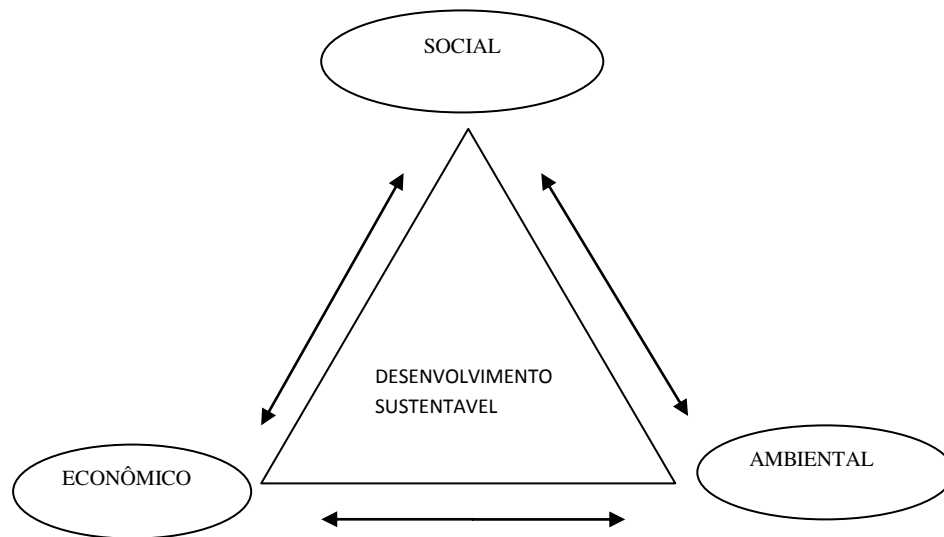 SOCIAL
DESENVOLVIMENTO
SUSTENTAVEL
ECONÔMICO
AMBIENTAL